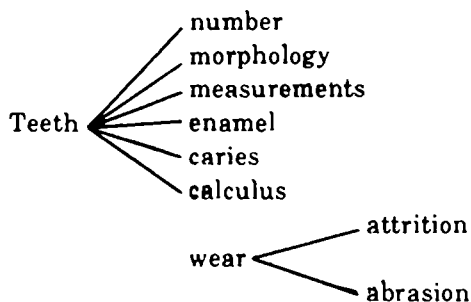 number
morphology
measurements
Teeth enamel
caries
calculus
attrition
wear
abrasion